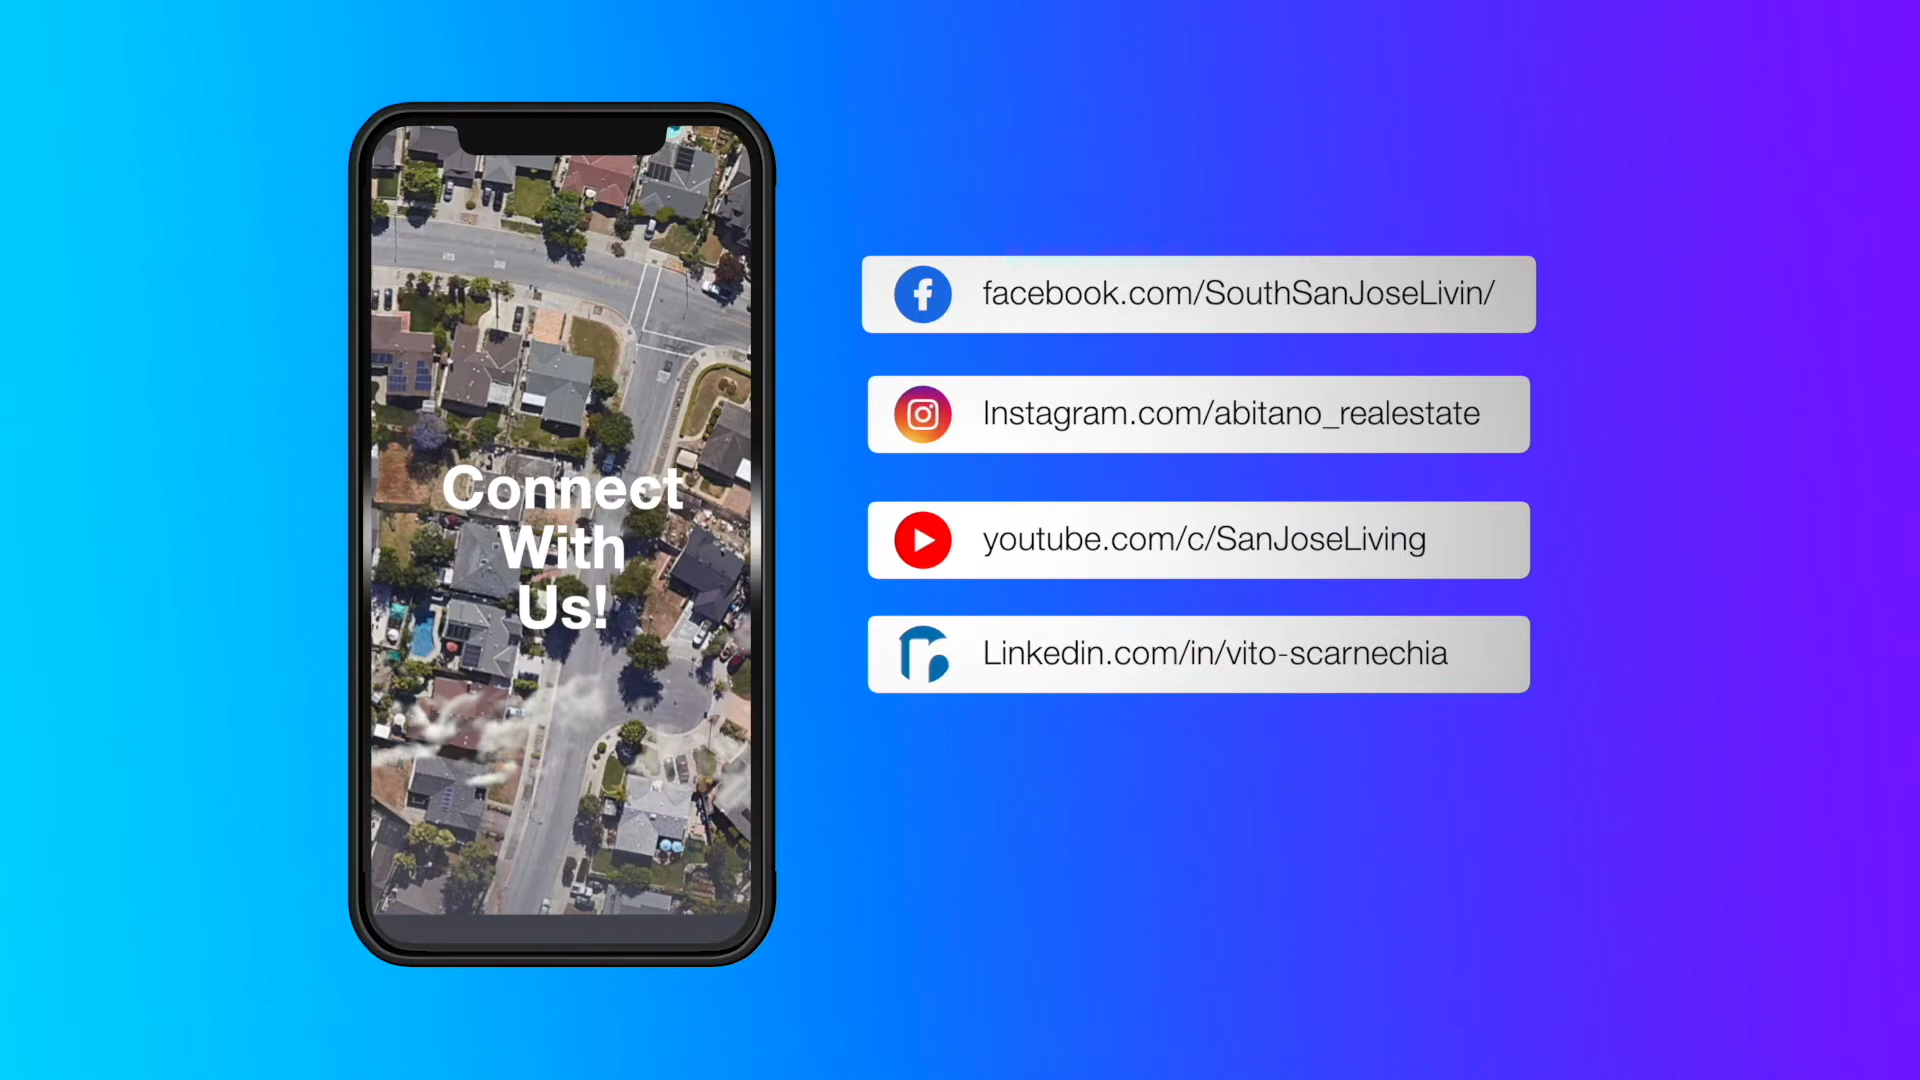 Connect
With
Us!
facebook.com/SouthSanJoseLivin/
Instagram.com/abitano_realestate
youtube.com/c/SanJoseLiving
Linkedin.com/in/vito-scarnechia